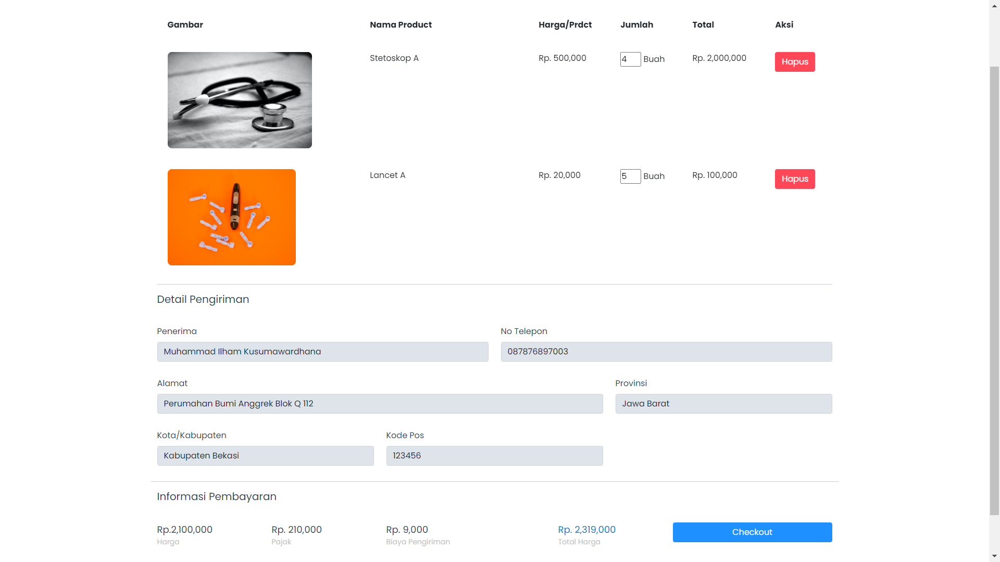 Gambar Nama Product Harga/Prdct Jumlah Total Aksi
Stetoskop A Rp. 500,000 4 Buah Rp. 2,000,000 Hapus
Lancet A Rp. 20,000 5 Buah Rp. 100,000 Hapus
Detail Pengiriman
Penerima No Telepon
Muhammad Ilham Kusumawardhana 087876897003
Alamat Provinsi
Perumahan Bumi Anggrek Blok Q 112 Jawa Barat
Kota/Kabupaten Kode Pos
Kabupaten Bekasi 123456
Informasi Pembayaran
Rp.2,100,000 Rp. 210,000 Rp. 9,000 Rp. 2,319,000 Checkout
Harga Pajak Biaya Pengiriman Total Harga